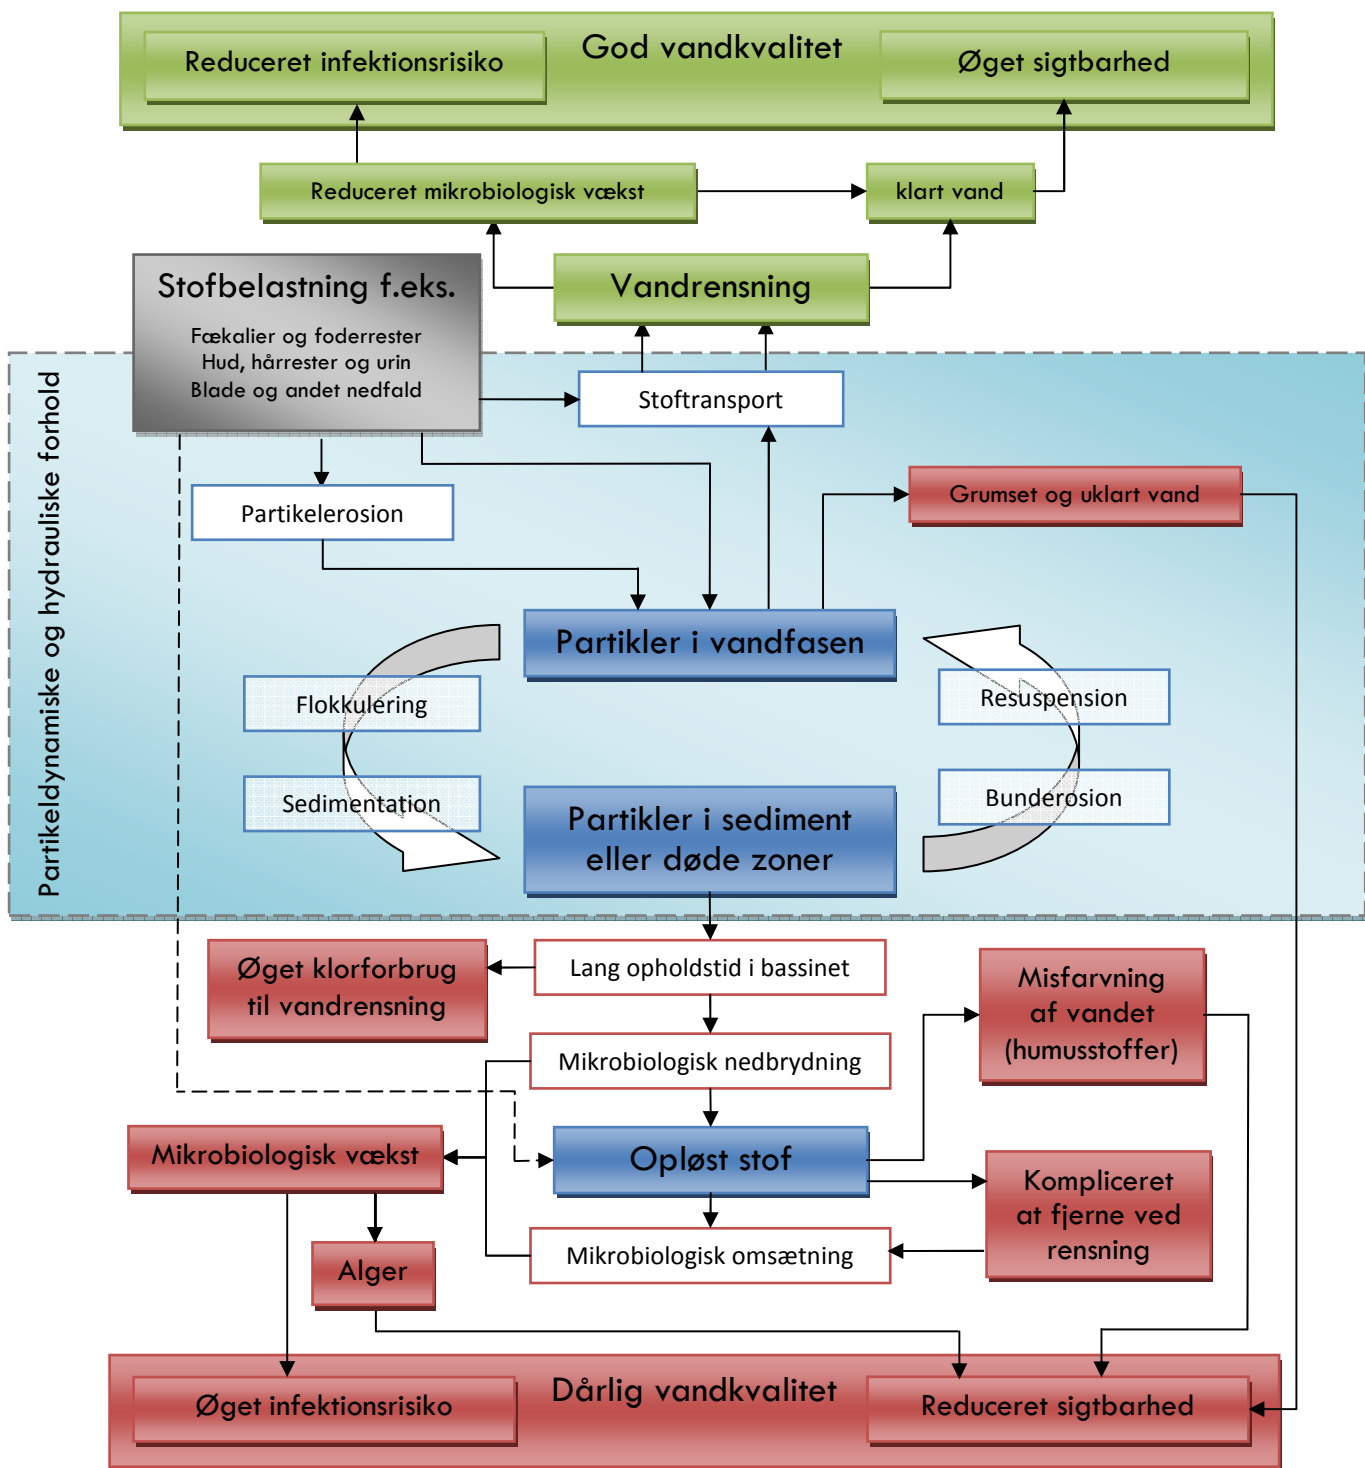 God vandkvalitet
Reduceret infektionsrisiko
Øget sigtbarhed
Reduceret mikrobiologisk vækst
klart vand
Stofbelastning f.eks.
Fækalier og foderrester
Hud, hårrester og urin
Blade og andet nedfald
Vandrensning
Partikeldynamiske og hydrauliske forhold
Stoftransport
Grumset og uklart vand
Partikelerosion
Partikler i vandfasen
Flokkulering
Resuspension
Sedimentation
Bunderosion
Partikler i sediment
eller døde zoner
Øget klorforbrug
til vandrensning
Lang opholdstid i bassinet
Misfarvning
af vandet
(humusstoffer)
Mikrobiologisk nedbrydning
Mikrobiologisk vækst
Opløst stof
Kompliceret
at fjerne ved
rensning
Mikrobiologisk omsætning
Alger
Dårlig vandkvalitet
Øget infektionsrisiko
Reduceret sigtbarhed